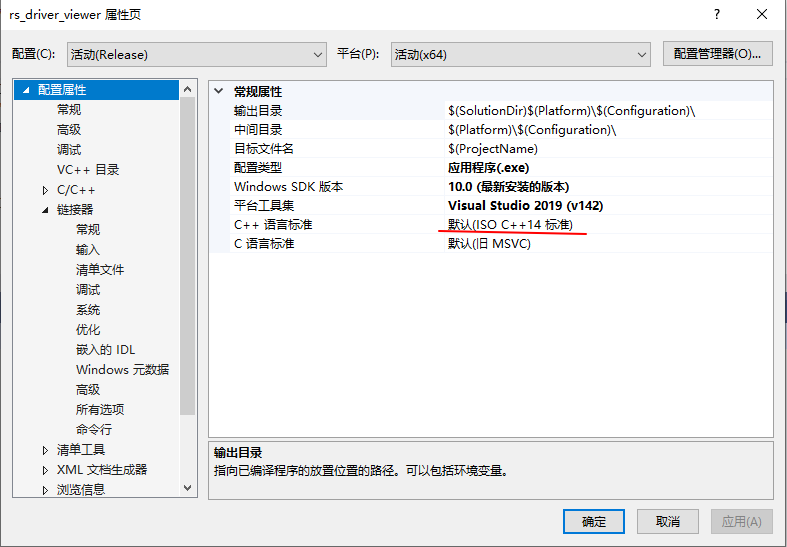 rs_driver_viewer 属性页
?
配置(C): 活动(Release) 平台(P): 活动(x64) 配置管理器(O)...
配置属性
常规
高级
调试
VC++ 目录
C/C++
链接器
常规
输入
清单文件
调试
系统
优化
嵌入的 IDL
Windows 元数据
高级
所有选项
命令行
清单工具
XML 文档生成器
浏览信息
常规属性
输出目录 $(SolutionDir)$(Platform)\$(Configuration)\
中间目录 $(Platform)\$(Configuration)\
目标文件名 $(ProjectName)
配置类型 应用程序(.exe)
Windows SDK 版本 10.0 (最新安装的版本)
平台工具集 Visual Studio 2019 (v142)
C++ 语言标准 默认(ISO C++14 标准)
C 语言标准 默认(旧 MSVC)
输出目录
指向已编译程序的放置位置的路径。可以包括环境变量。
确定 取消 应用(A)